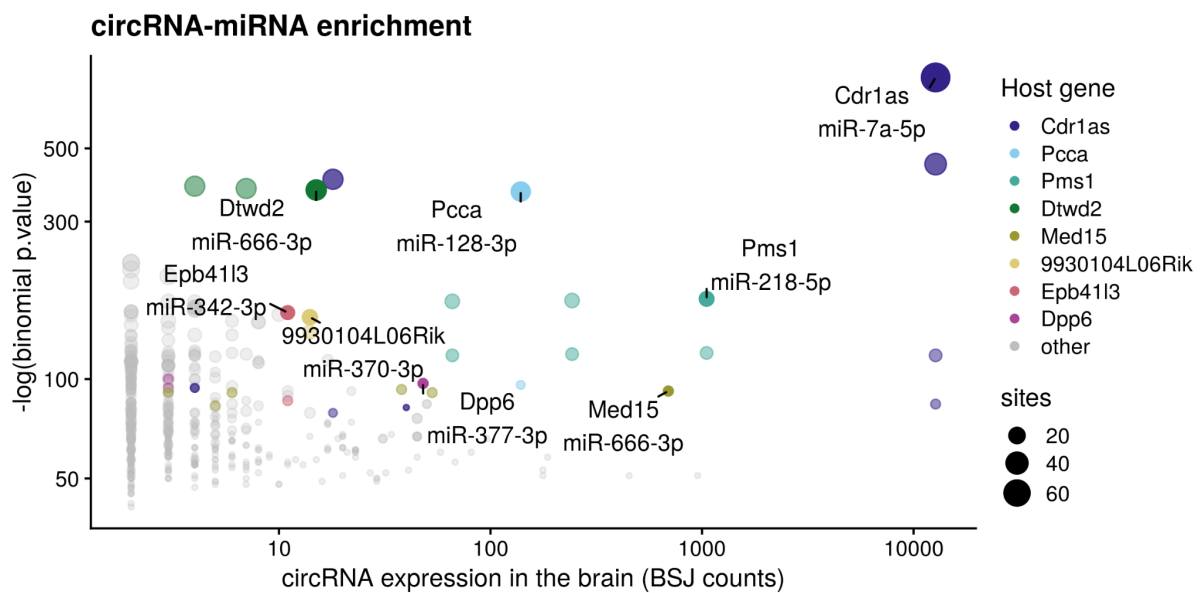 circRNA-miRNA enrichment
-log(binomial p.value)
500
300
100
50
10
100
1000
10000
circRNA expression in the brain (BSJ counts)
Cdr1as
miR-7a-5p
Dtwd2
miR-666-3p
Pcca
miR-128-3p
Pms1
miR-218-5p
Epb41l3
miR-342-3p
9930104L06Rik
miR-370-3p
Dpp6
miR-377-3p
Med15
miR-666-3p
Host gene
Cdr1as
Pcca
Pms1
Dtwd2
Med15
9930104L06Rik
Epb41l3
Dpp6
other
sites
20
40
60